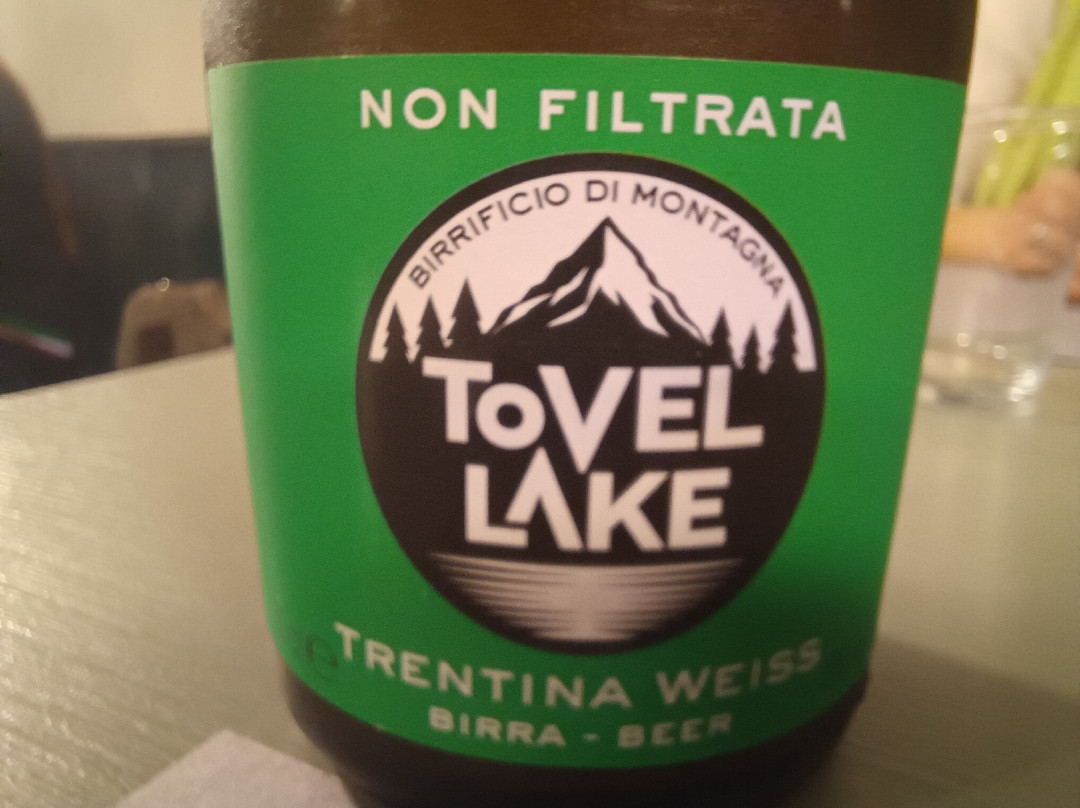 NON FILTRATA
BIRRIFICIO DI MONTAGNA
TOVEL
LAKE
TRENTINA WEISS
BIRRA - BEER